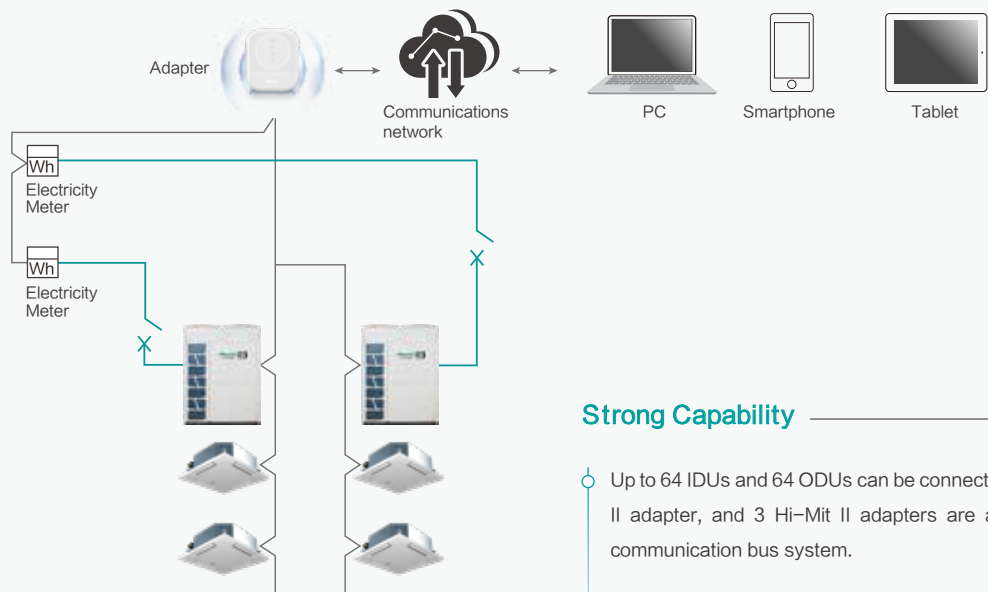 Adapter
Communications
network
PC
Smartphone
Tablet
Wh
Electricity
Meter
Wh
Electricity
Meter
Strong Capability
Up to 64 IDUs and 64 ODUs can be connect
II adapter, and 3 Hi-Mit II adapters are a
communication bus system.